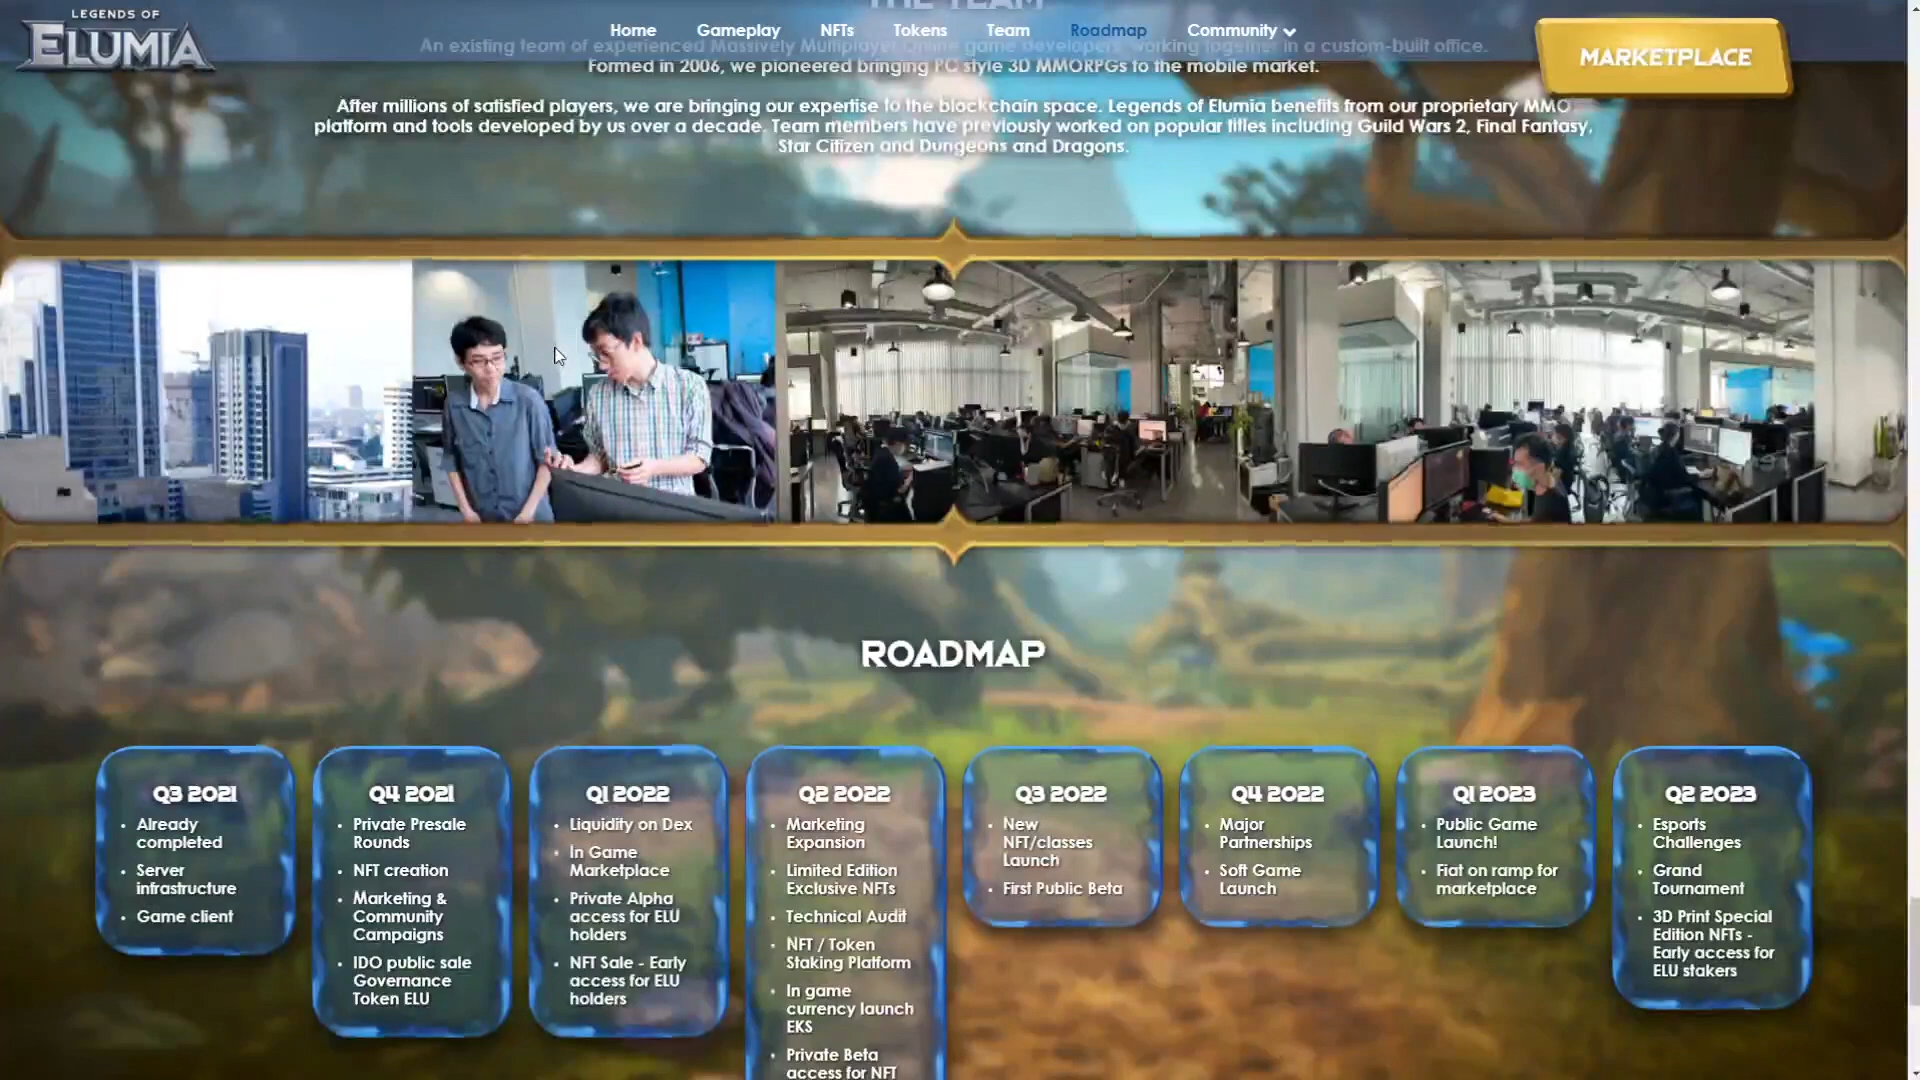 LEGENDS OF
ELUMIA
Home
Gameplay
NFTs
Tokens
Team
Roadmap
Community
MARKETPLACE
THE TEAM
An existing team of experienced Massively Multiplayer Online game developers, working together in a custom-built office.
Formed in 2006, we pioneered bringing PC style 3D MMORPGs to the mobile market.
After millions of satisfied players, we are bringing our expertise to the blockchain space. Legends of Elumia benefits from our proprietary MMO
platform and tools developed by us over a decade. Team members have previously worked on popular titles including Guild Wars 2, Final Fantasy,
Star Citizen and Dungeons and Dragons.
ROADMAP
Q3 2021
• Already
completed
• Server
infrastructure
• Game client
Q4 2021
• Private Presale
Rounds
• NFT creation
• Marketing &
Community
Campaigns
• IDO public sale
Governance
Token ELU
Q1 2022
• Liquidity on Dex
• In Game
Marketplace
• Private Alpha
access for ELU
holders
• NFT Sale - Early
access for ELU
holders
Q2 2022
• Marketing
Expansion
• Limited Edition
Exclusive NFTs
• Technical Audit
• NFT / Token
Staking Platform
• In game
currency launch
EKS
• Private Beta
access for NFT
Q3 2022
• New
NFT/classes
Launch
• First Public Beta
Q4 2022
• Major
Partnerships
• Soft Game
Launch
Q1 2023
• Public Game
Launch!
• Fiat on ramp for
marketplace
Q2 2023
• Esports
Challenges
• Grand
Tournament
• 3D Print Special
Edition NFTs -
Early access for
ELU stakers